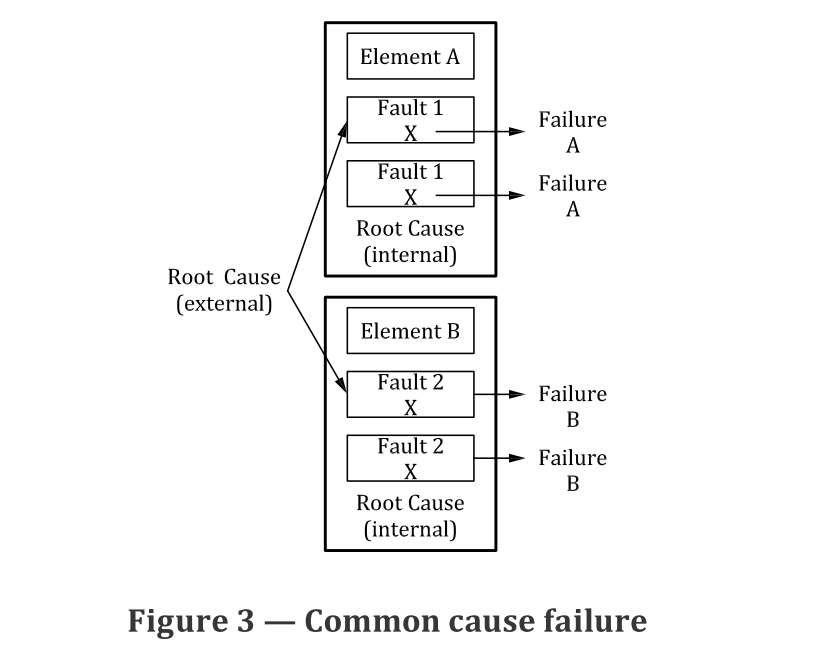 Element A
Fault 1
X
Failure
A
Fault 1
X
Failure
A
Root Cause
(internal)
Root Cause
(external)
Element B
Fault 2
X
Failure
B
Fault 2
X
Failure
B
Root Cause
(internal)
Figure 3 — Common cause failure